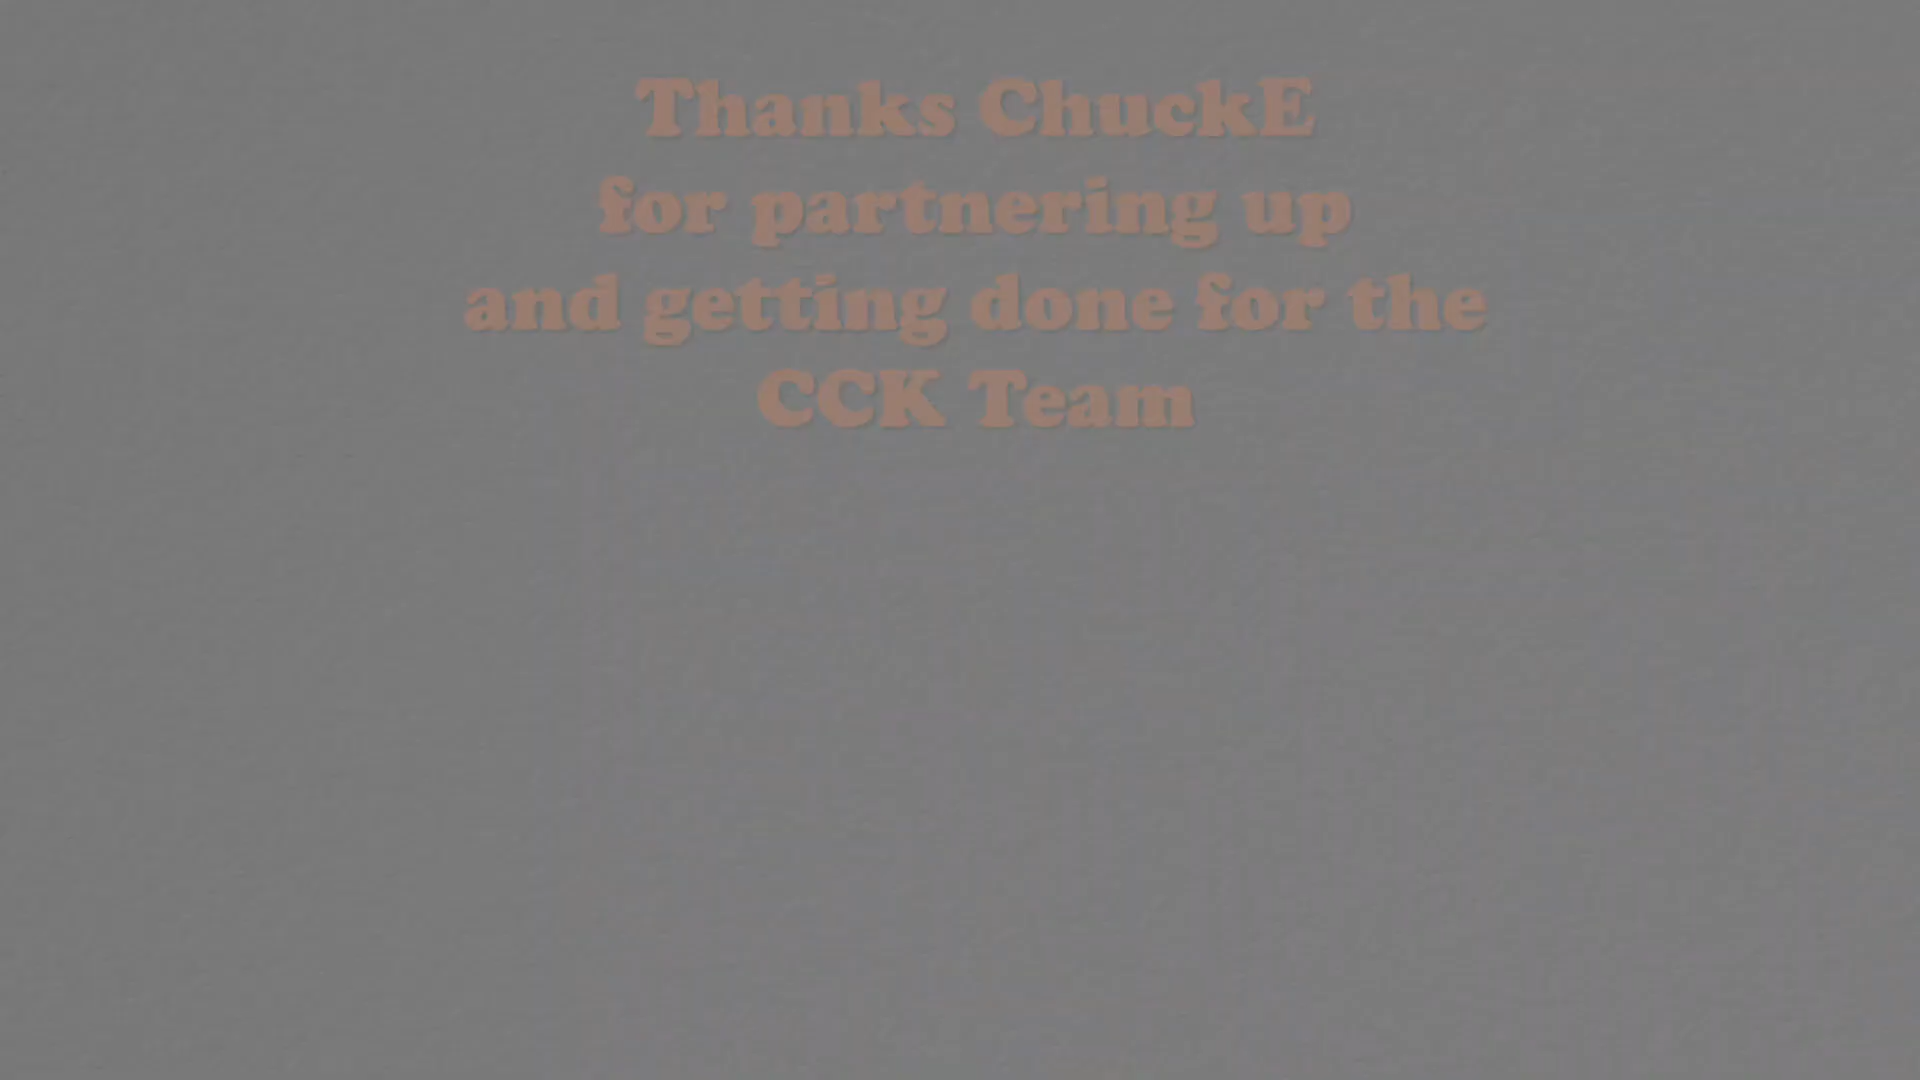 Thanks ChuckE
for partnering up
and getting done for the
CCK Team